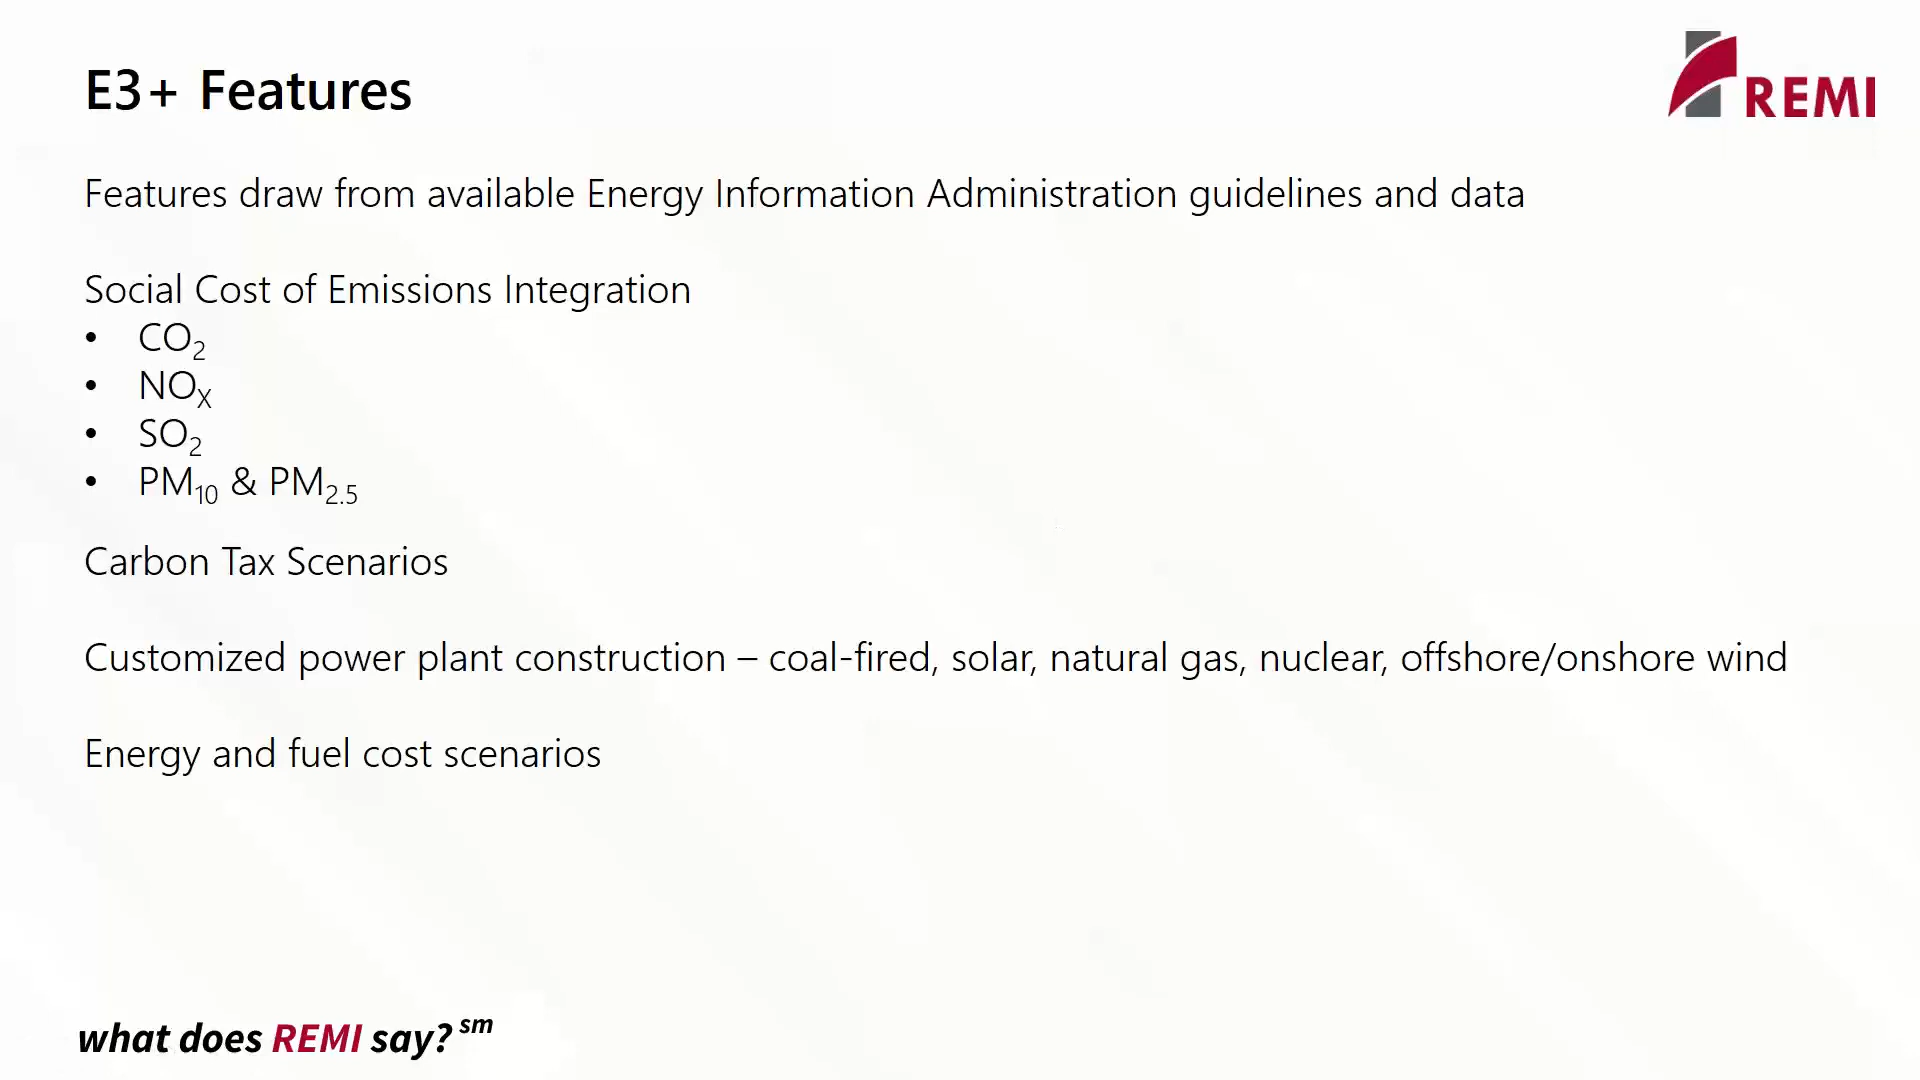 E3+ Features
REMI
Features draw from available Energy Information Administration guidelines and data
Social Cost of Emissions Integration
• CO₂
• NOₓ
• SO₂
• PM₁₀ & PM₂.₅
Carbon Tax Scenarios
Customized power plant construction – coal-fired, solar, natural gas, nuclear, offshore/onshore wind
Energy and fuel cost scenarios
what does REMI say? sm